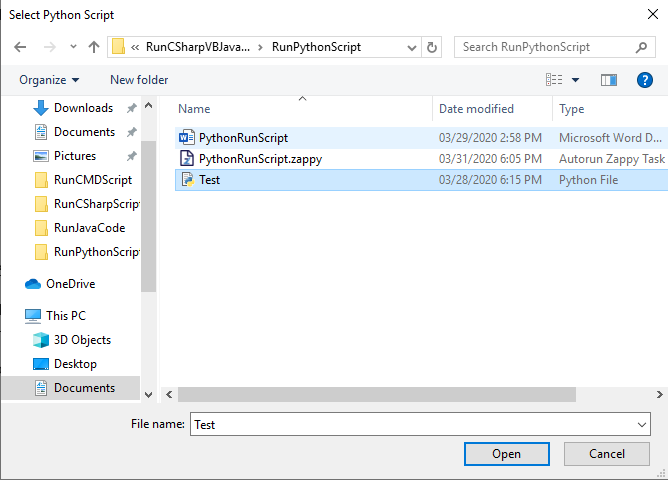 Select Python Script
« RunCSharpVBJava... > RunPythonScript
Search RunPythonScript
Organize
New folder
?
Name Date modified Type
Downloads
Documents
Pictures
RunCMDScript
RunCSharpScript
RunJavaCode
RunPythonScript
OneDrive
This PC
3D Objects
Desktop
Documents
PythonRunScript 03/29/2020 2:58 PM Microsoft Word D...
PythonRunScript.zappy 03/31/2020 6:05 PM Autorun Zappy Task
Test 03/28/2020 6:15 PM Python File
File name: Test
Open Cancel